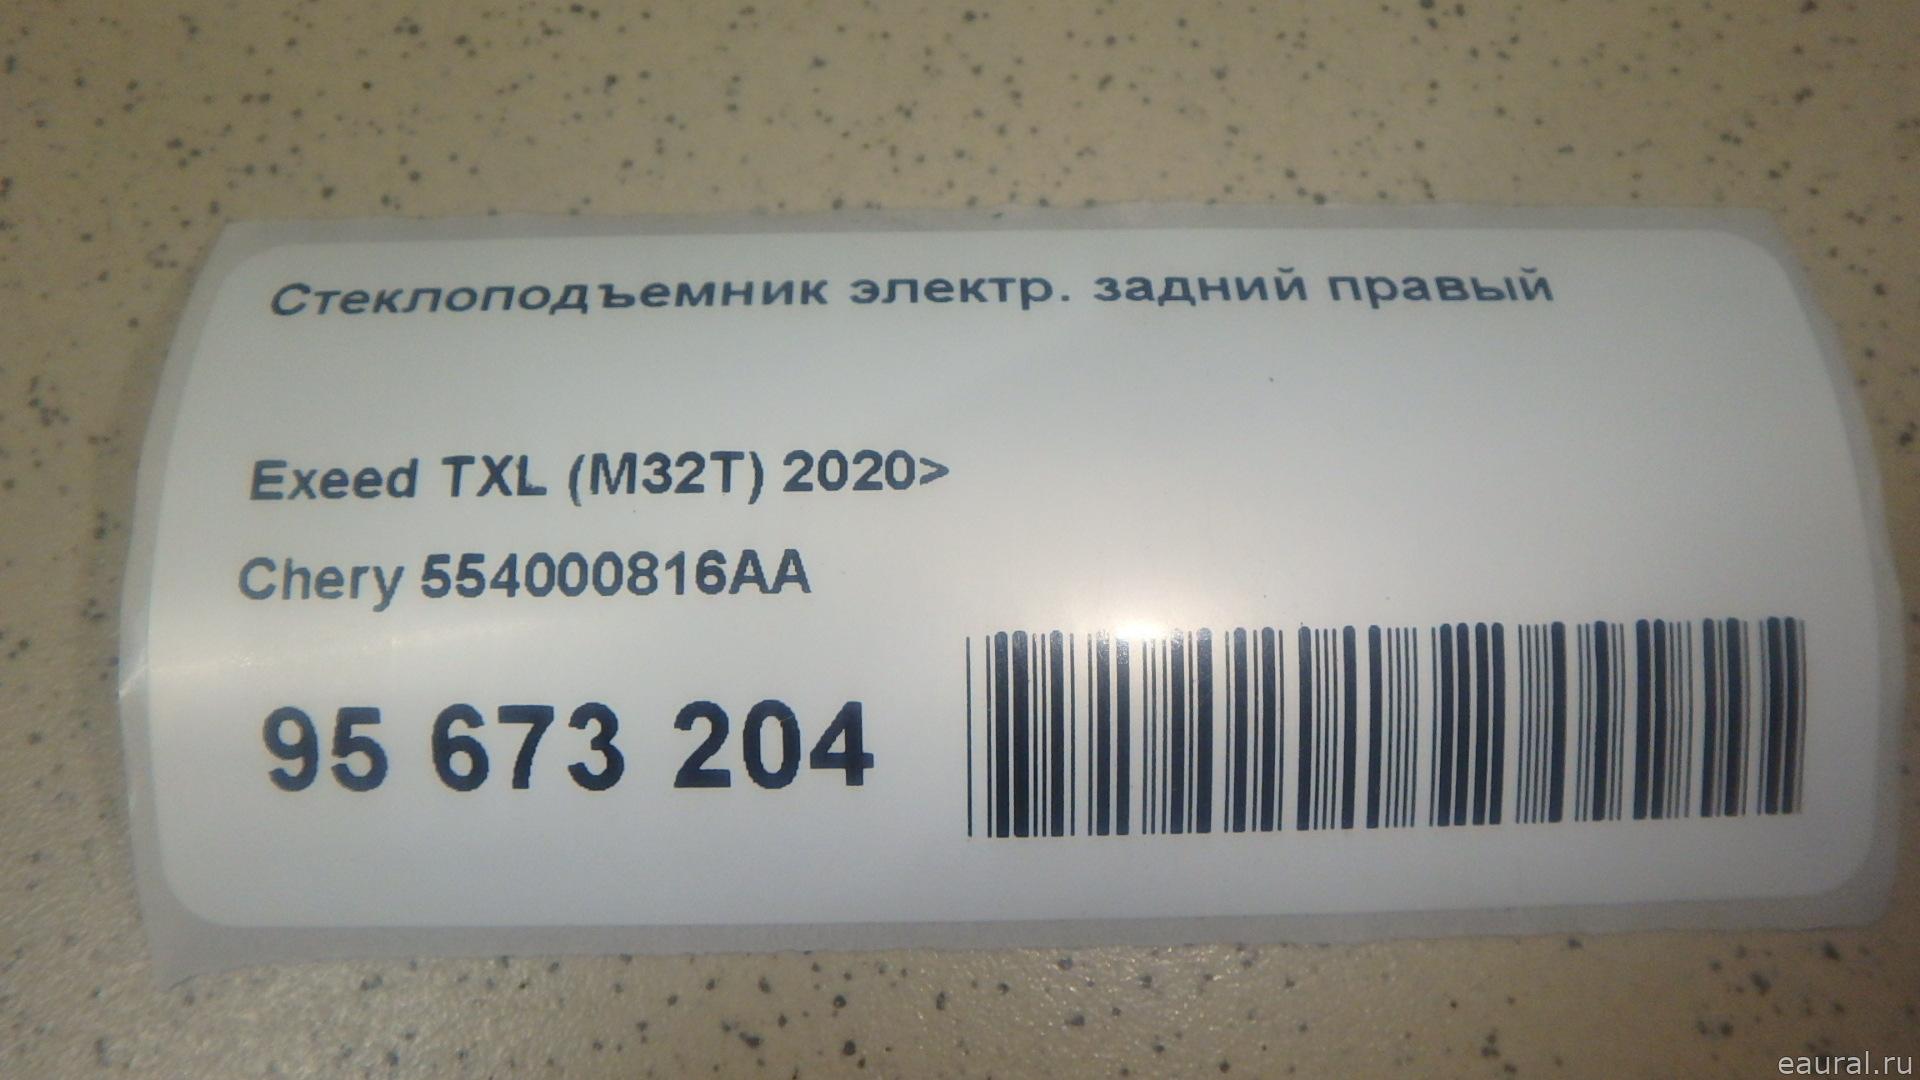 Стеклоподъемник электр. задний правый
Exeed TXL (M32T) 2020>
Chery 554000816AA
95 673 204
eaural.ru